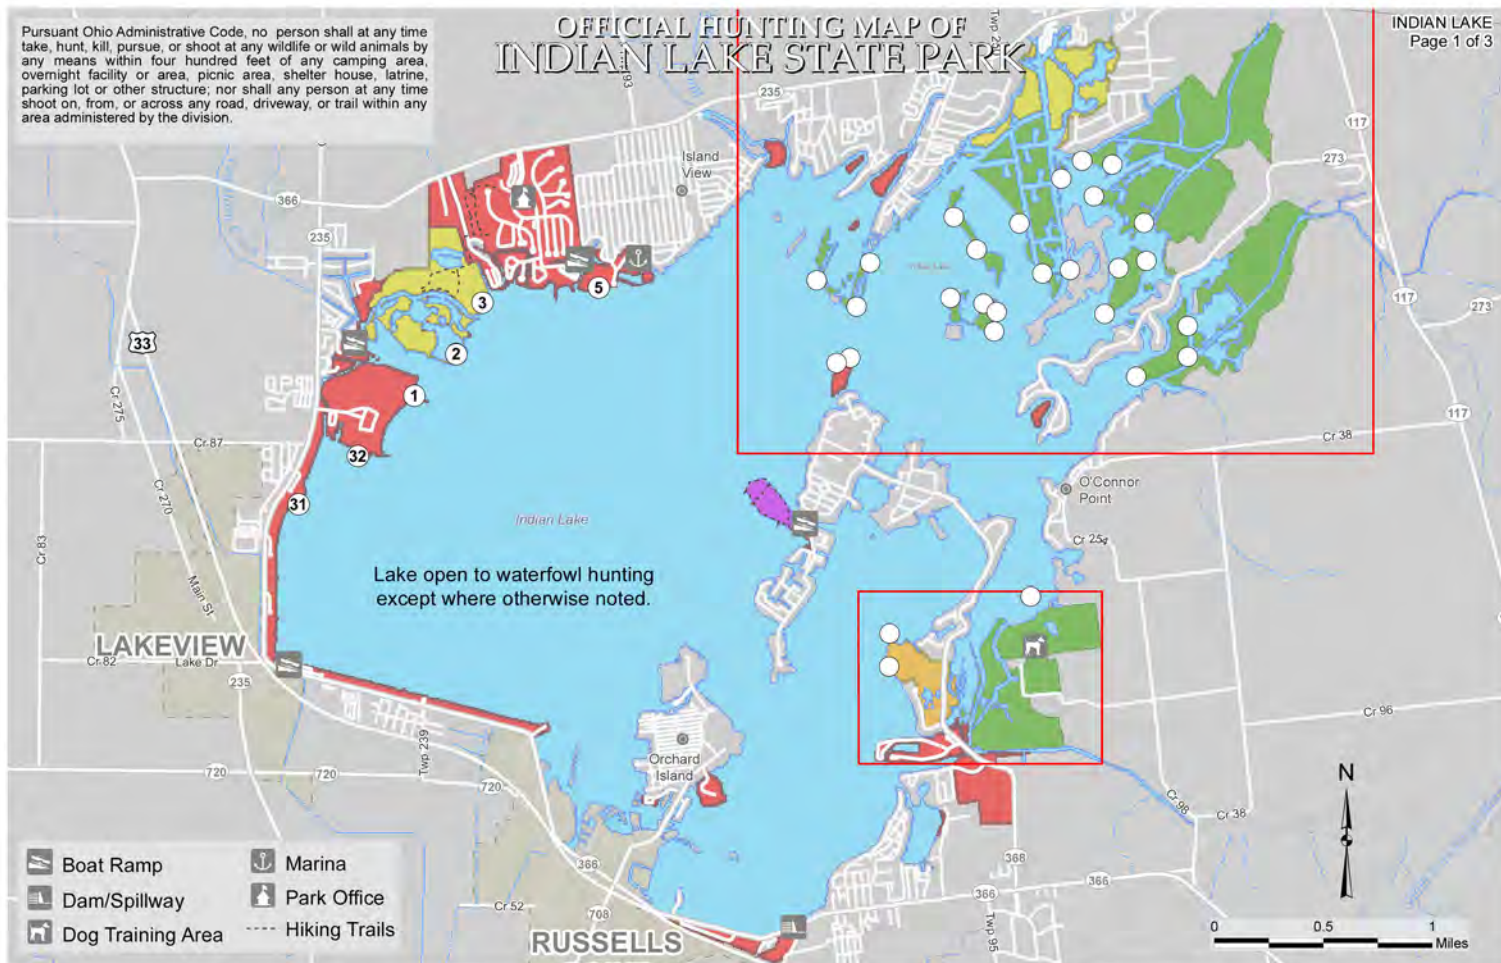 Pursuant Ohio Administrative Code, no person shall at any time
take, hunt, kill, pursue, or shoot at any wildlife or wild animals by
any means within four hundred feet of any camping area,
overnight facility or area, picnic area, shelter house, latrine,
parking lot or other structure; nor shall any person at any time
shoot on, from, or across any road, driveway, or trail within any
area administered by the division.
OFFICIAL HUNTING MAP OF
INDIAN LAKE STATE PARK
INDIAN LAKE
Page 1 of 3
235
117
273
Island
View
366
235
3
5
2
1
32
31
33
Cr 275
Cr 87
Cr 270
Cr 83
Main St
117
273
117
Cr 38
O'Connor
Point
Cr 254
Indian Lake
Lake open to waterfowl hunting
except where otherwise noted.
LAKEVIEW
Cr 82
Lake Dr
235
Twp 239
720
720
720
Orchard
Island
Cr 96
Cr 98
Cr 38
N
368
366
366
366
Twp 95
708
Cr 52
RUSSELLS
Boat Ramp
Marina
Dam/Spillway
Park Office
Dog Training Area
Hiking Trails
0 0.5 1
Miles